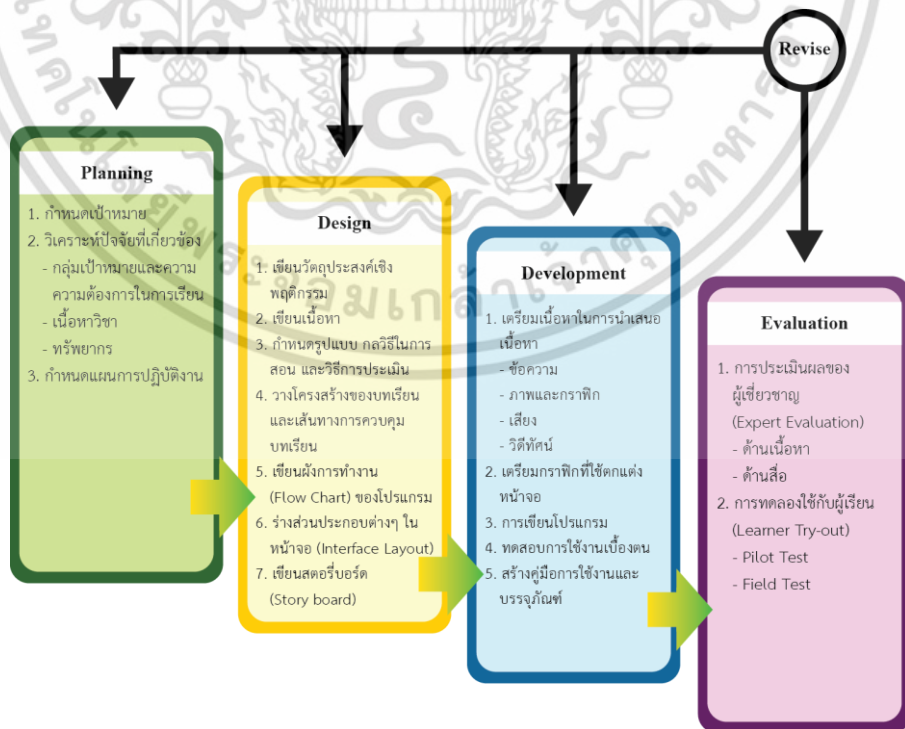 Revise
Planning
1. กำหนดเป้าหมาย
2. วิเคราะห์ปัจจัยที่เกี่ยวข้อง
- กลุ่มเป้าหมายและความ
ความต้องการในการเรียน
- เนื้อหาวิชา
- ทรัพยากร
3. กำหนดแผนการปฏิบัติงาน
Design
1. เขียนวัตถุประสงค์เชิง
พฤติกรรม
2. เขียนเนื้อหา
3. กำหนดรูปแบบ กลวิธีในการ
สอน และวิธีการประเมิน
4. วางโครงสร้างของบทเรียน
และเส้นทางการควบคุม
บทเรียน
5. เขียนผังการทำงาน
(Flow Chart) ของโปรแกรม
6. ร่างส่วนประกอบต่างๆ ใน
หน้าจอ (Interface Layout)
7. เขียนสตอรี่บอร์ด
(Story board)
Development
1. เตรียมเนื้อหาในการนำเสนอ
เนื้อหา
- ข้อความ
- ภาพและกราฟิก
- เสียง
- วิดีทัศน์
2. เตรียมกราฟิกที่ใช้ตกแต่ง
หน้าจอ
3. การเขียนโปรแกรม
4. ทดสอบการใช้งานเบื้องตน
5. สร้างคู่มือการใช้งานและ
บรรจุภัณฑ์
Evaluation
1. การประเมินผลของ
ผู้เชี่ยวชาญ
(Expert Evaluation)
- ด้านเนื้อหา
- ด้านสื่อ
2. การทดลองใช้กับผู้เรียน
(Learner Try-out)
- Pilot Test
- Field Test